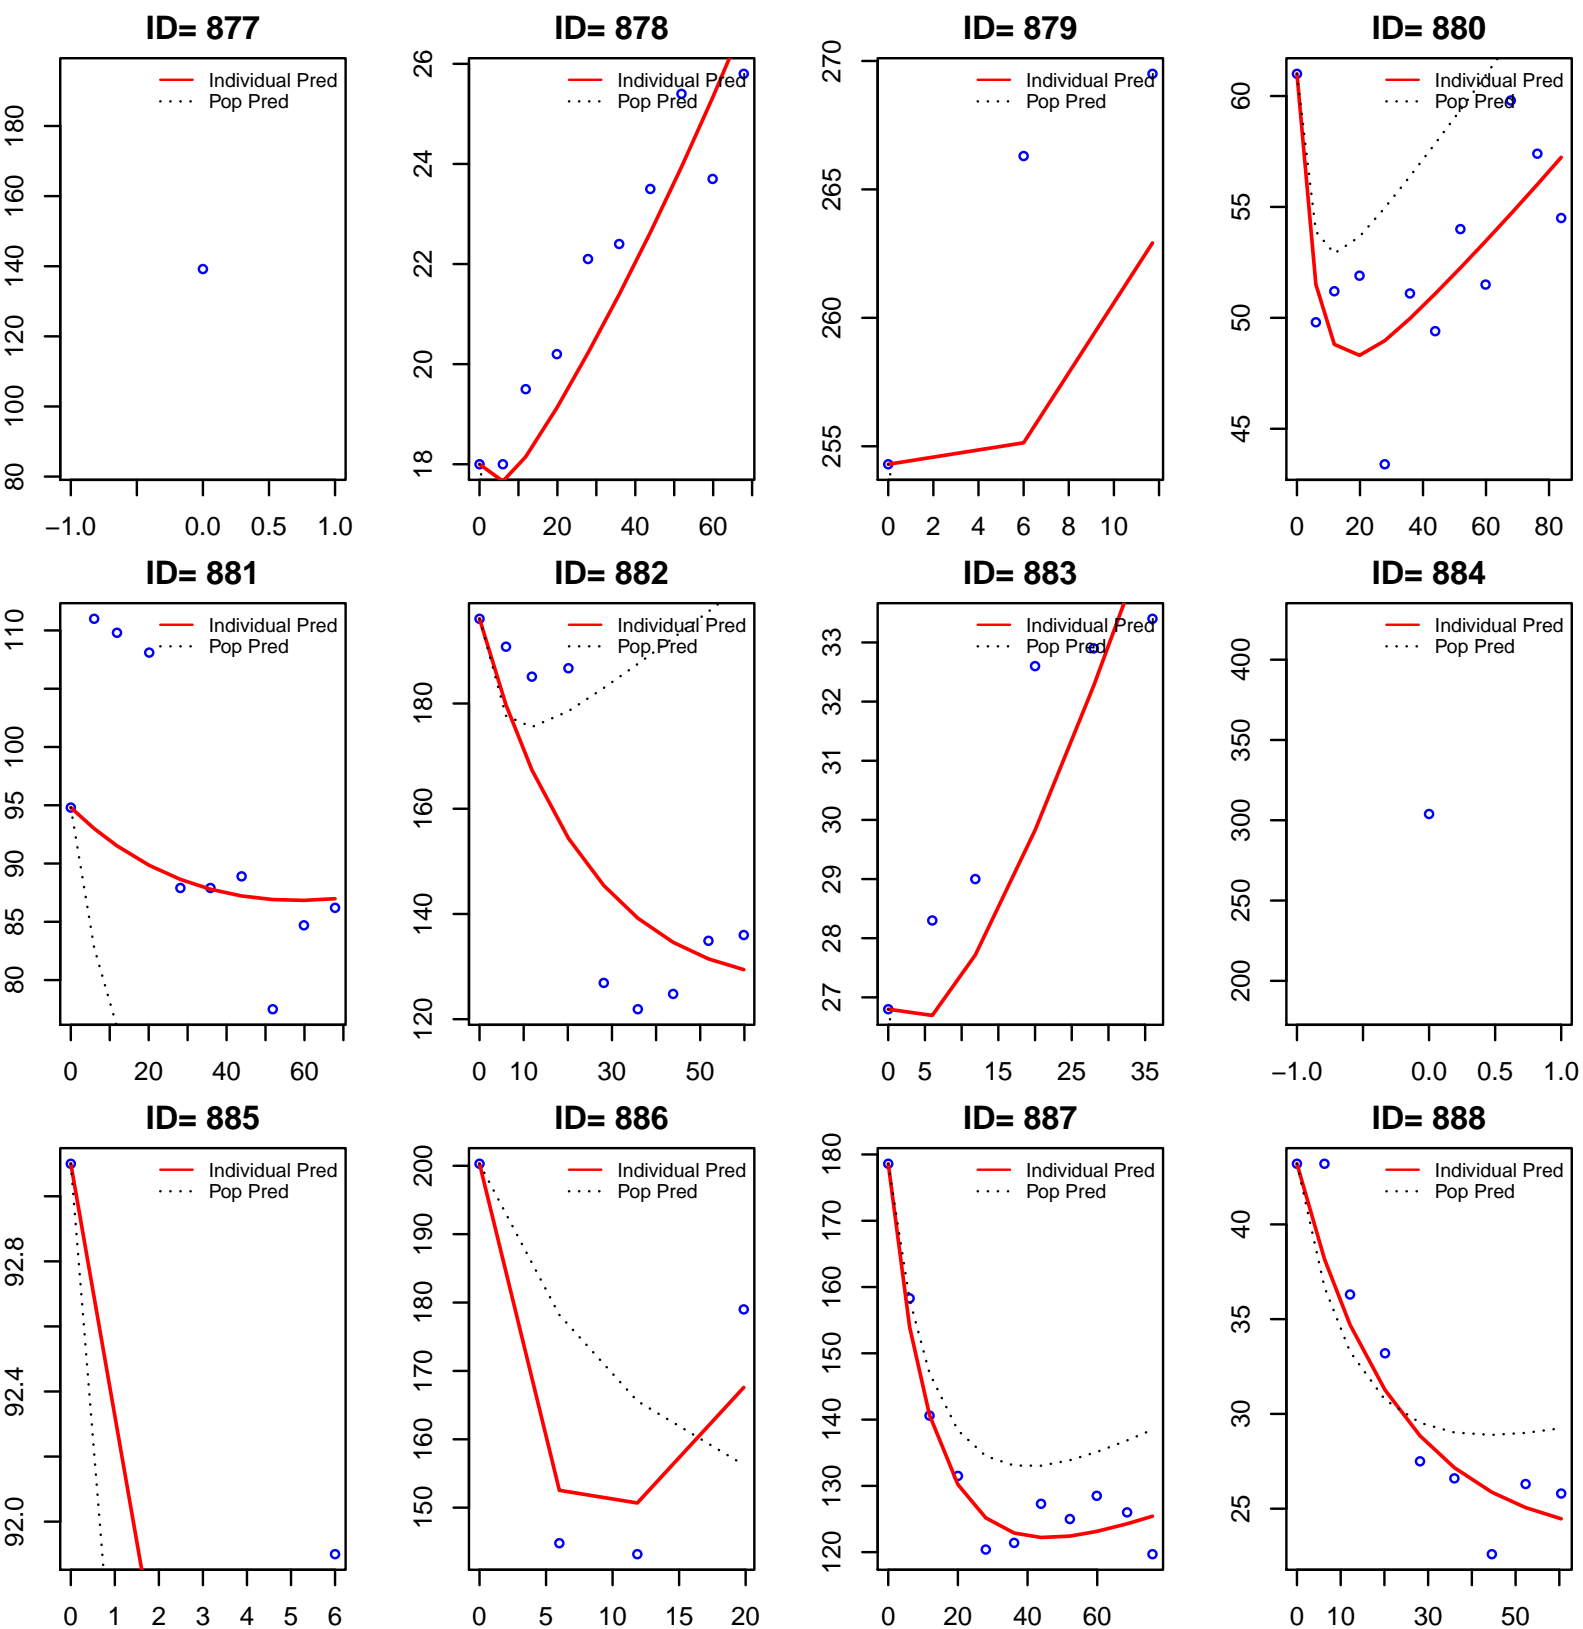 ID= 877
Individual Pred
Pop Pred
80 100 120 140 160 180
−1.0 0.0 0.5 1.0
ID= 878
Individual Pred
Pop Pred
18 20 22 24 26
0 20 40 60
ID= 879
Individual Pred
Pop Pred
255 260 265 270
0 2 4 6 8 10
ID= 880
Individual Pred
Pop Pred
45 50 55 60
0 20 40 60 80
ID= 881
Individual Pred
Pop Pred
80 85 90 95 100 110
0 20 40 60
ID= 882
Individual Pred
Pop Pred
120 140 160 180
0 10 30 50
ID= 883
Individual Pred
Pop Pred
27 28 29 30 31 32 33
0 5 15 25 35
ID= 884
Individual Pred
Pop Pred
200 250 300 350 400
−1.0 0.0 0.5 1.0
ID= 885
Individual Pred
Pop Pred
92.0 92.4 92.8
0 1 2 3 4 5 6
ID= 886
Individual Pred
Pop Pred
150 160 170 180 190 200
0 5 10 15 20
ID= 887
Individual Pred
Pop Pred
120 130 140 150 160 170 180
0 20 40 60
ID= 888
Individual Pred
Pop Pred
25 30 35 40
0 10 30 50